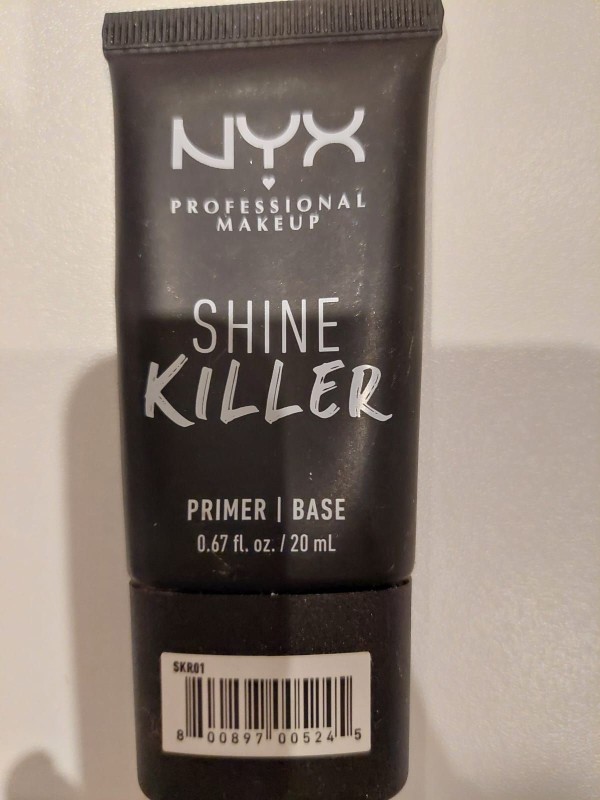 NYX
PROFESSIONAL
MAKEUP
SHINE
KILLER
PRIMER | BASE
0.67 fl. oz. / 20 mL
SKR01
8 00897 00524 5